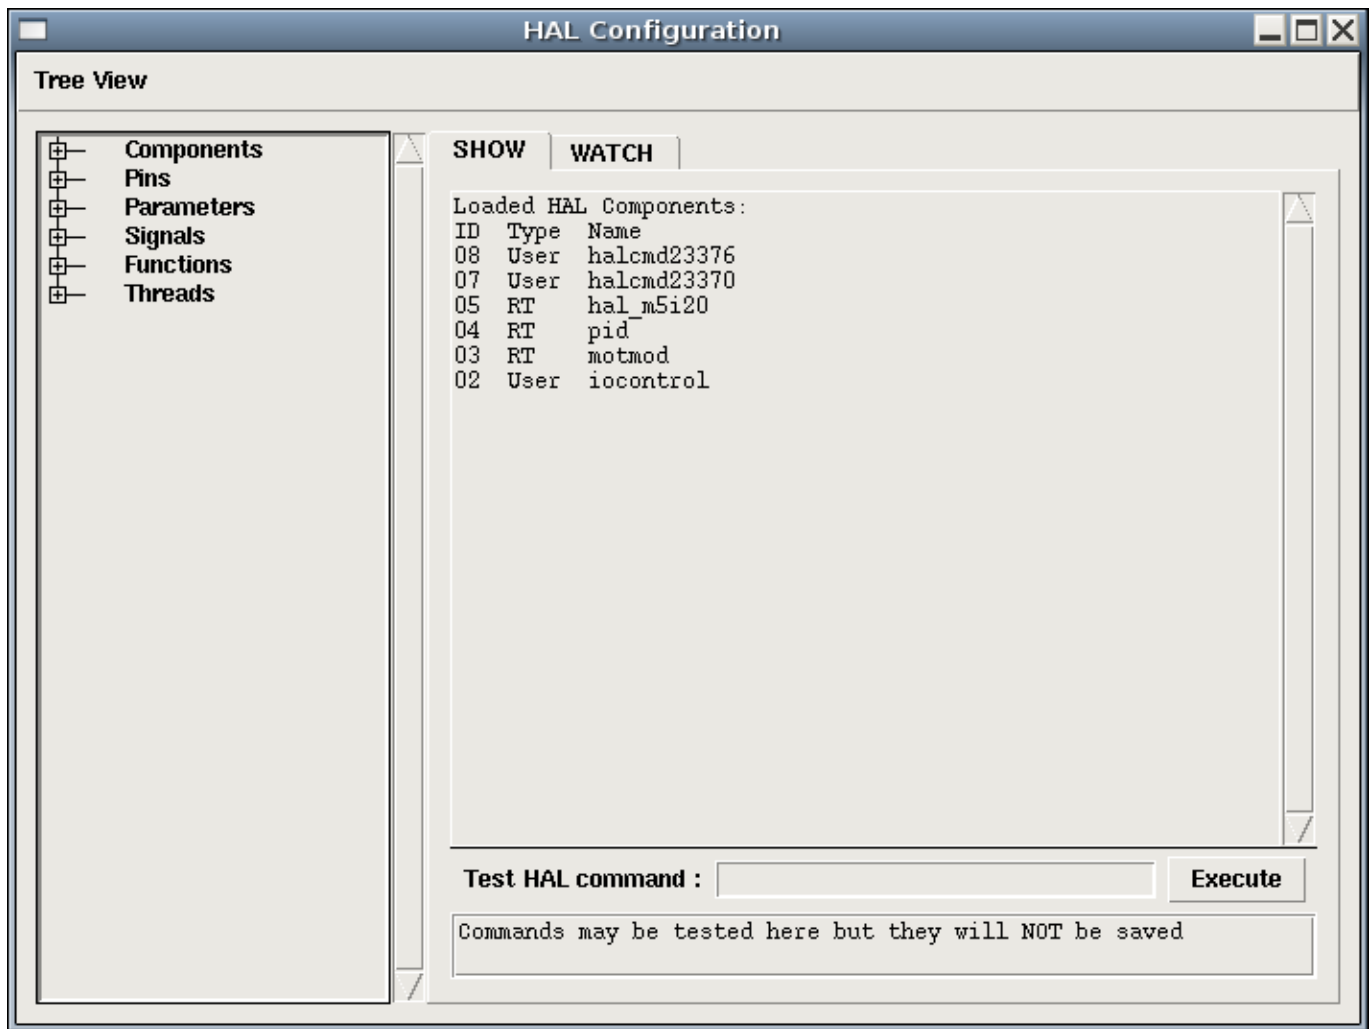 HAL Configuration
Tree View
Components
Pins
Parameters
Signals
Functions
Threads
SHOW
WATCH
Loaded HAL Components:
ID Type Name
08 User halcmd23376
07 User halcmd23370
05 RT hal_m5i20
04 RT pid
03 RT motmod
02 User iocontrol
Test HAL command :
Execute
Commands may be tested here but they will NOT be saved